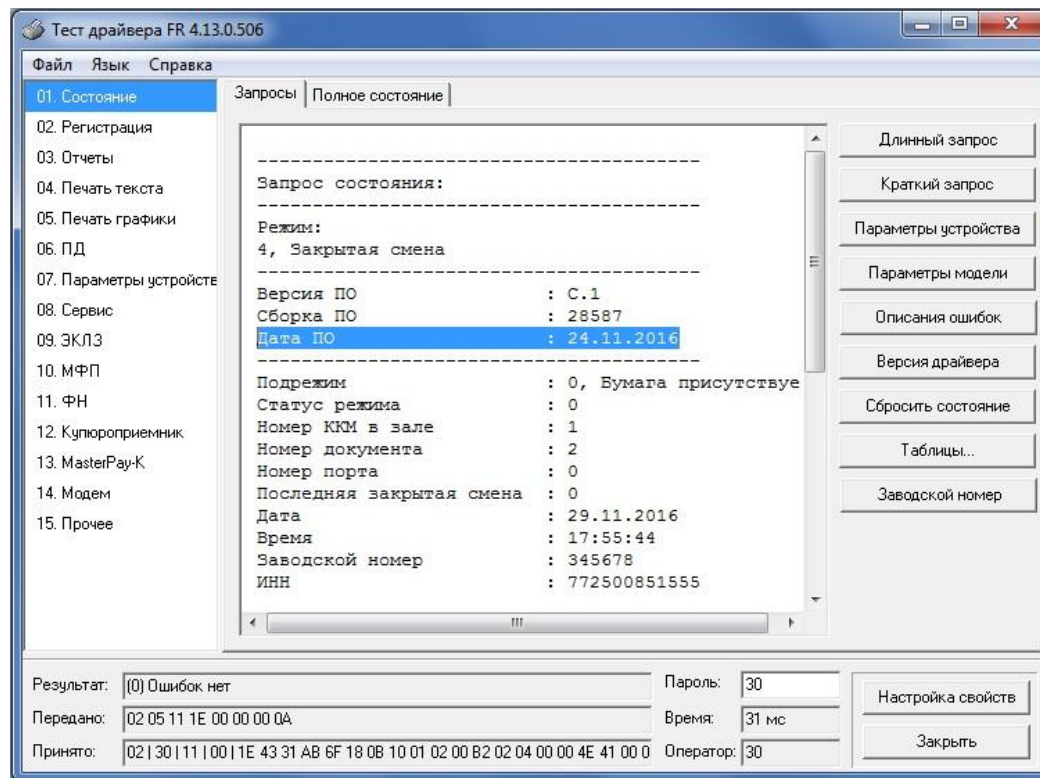 Тест драйвера FR 4.13.0.506
Файл Язык Справка
01. Состояние
02. Регистрация
03. Отчеты
04. Печать текста
05. Печать графики
06. ПД
07. Параметры устройств
08. Сервис
09. ЭКЛЗ
10. МФП
11. ФН
12. Купюроприемник
13. MasterPay-K
14. Модем
15. Прочее
Запросы Полное состояние
----------------------------------------
Запрос состояния:
----------------------------------------
Режим:
4, Закрытая смена
----------------------------------------
Версия ПО : C.1
Сборка ПО : 28587
Дата ПО : 24.11.2016
----------------------------------------
Подрежим : 0, Бумага присутствуе
Статус режима : 0
Номер ККМ в зале : 1
Номер документа : 2
Номер порта : 0
Последняя закрытая смена : 0
Дата : 29.11.2016
Время : 17:55:44
Заводской номер : 345678
ИНН : 772500851555
Длинный запрос
Краткий запрос
Параметры устройства
Параметры модели
Описания ошибок
Версия драйвера
Сбросить состояние
Таблицы...
Заводской номер
Результат: (0) Ошибок нет
Передано: 02 05 11 1E 00 00 00 0A
Принято: 02 | 30 | 11 | 00 | 1E 43 31 AB 6F 18 0B 10 01 02 00 B2 02 04 00 00 4E 41 00 0
Пароль: 30
Время: 31 мс
Оператор: 30
Настройка свойств
Закрыть